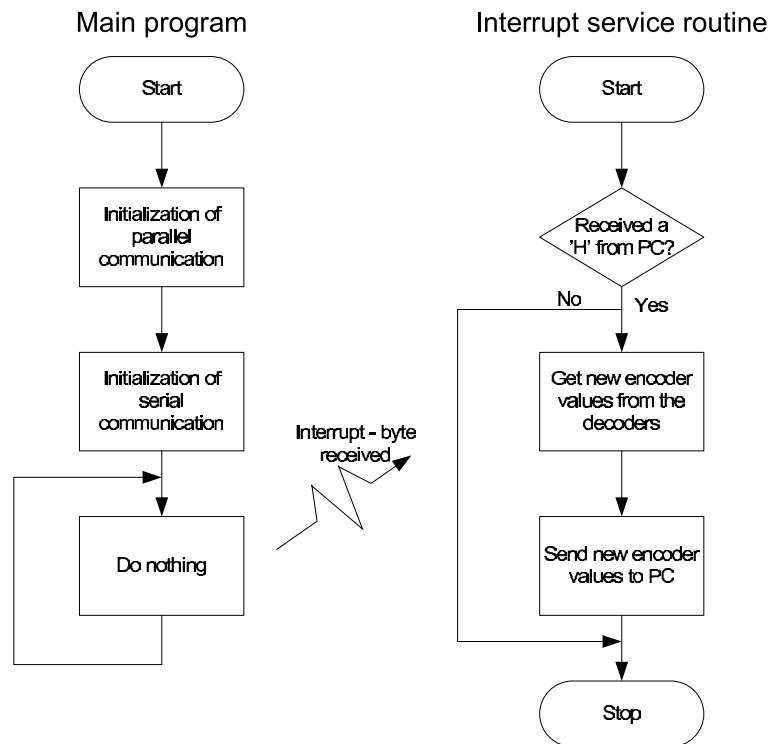 Main program
Start
Initialization of
parallel
communication
Initialization of
serial
communication
Do nothing
Interrupt - byte
received
Interrupt service routine
Start
Received a
'H' from PC?
No
Yes
Get new encoder
values from the
decoders
Send new encoder
values to PC
Stop